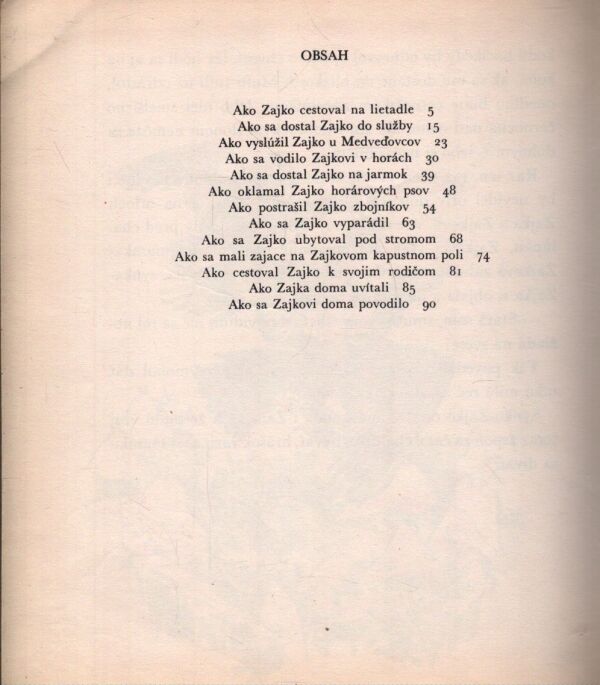 OBSAH
Ako Zajko cestoval na lietadle 5
Ako sa dostal Zajko do služby 15
Ako vyslúžil Zajko u Medveďovcov 23
Ako sa vodilo Zajkovi v horách 30
Ako sa dostal Zajko na jarmok 39
Ako oklamal Zajko horárových psov 48
Ako postrašil Zajko zbojníkov 54
Ako sa Zajko vyparádil 63
Ako sa Zajko ubytoval pod stromom 68
Ako sa mali zajace na Zajkovom kapustnom poli 74
Ako cestoval Zajko k svojim rodičom 81
Ako Zajka doma uvítali 85
Ako sa Zajkovi doma povodilo 90